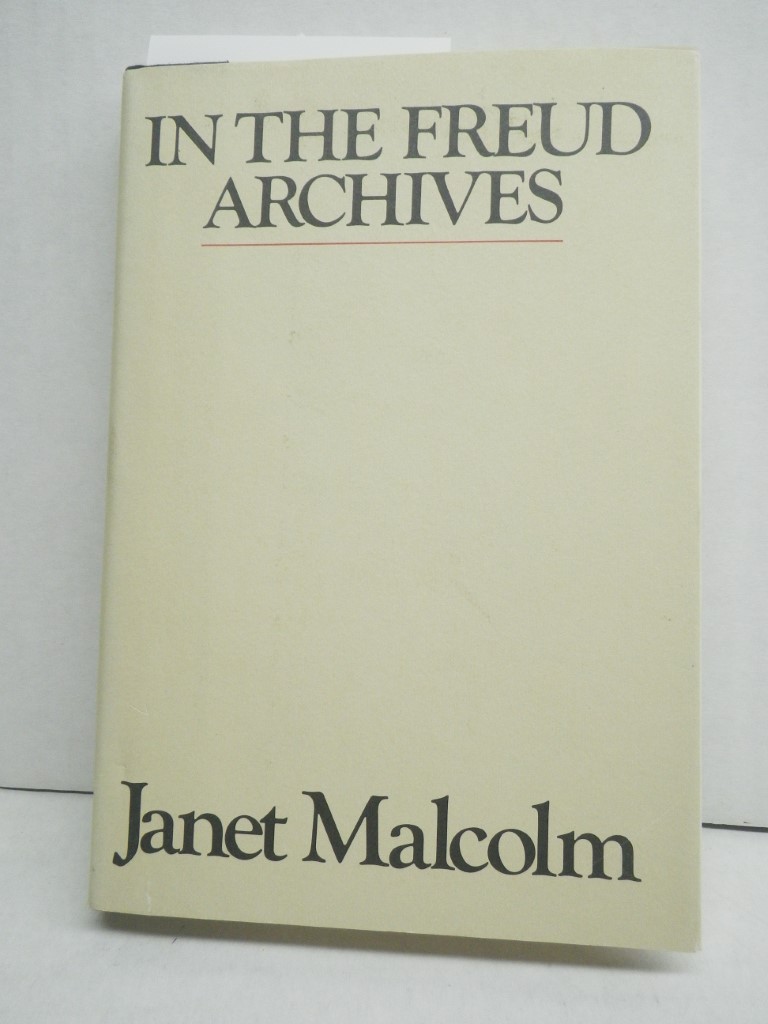 IN THE FREUD
ARCHIVES
Janet Malcolm